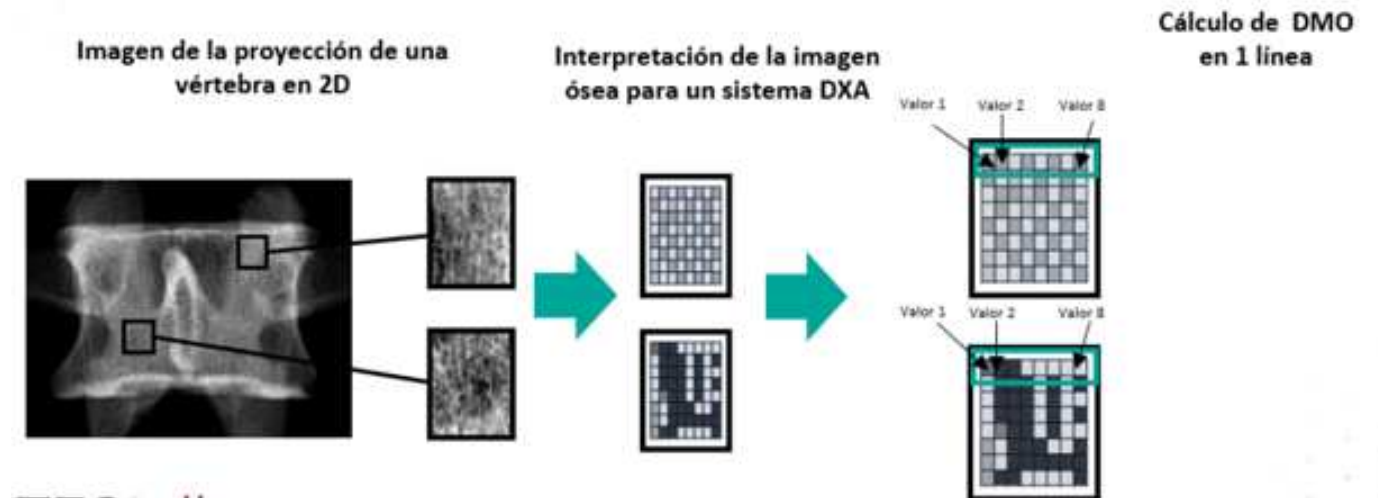 Imagen de la proyección de una
vértebra en 2D
Interpretación de la imagen
ósea para un sistema DXA
Cálculo de DMO
en 1 línea
Valor 1
Valor 2
Valor 8
Valor 1
Valor 2
Valor 8